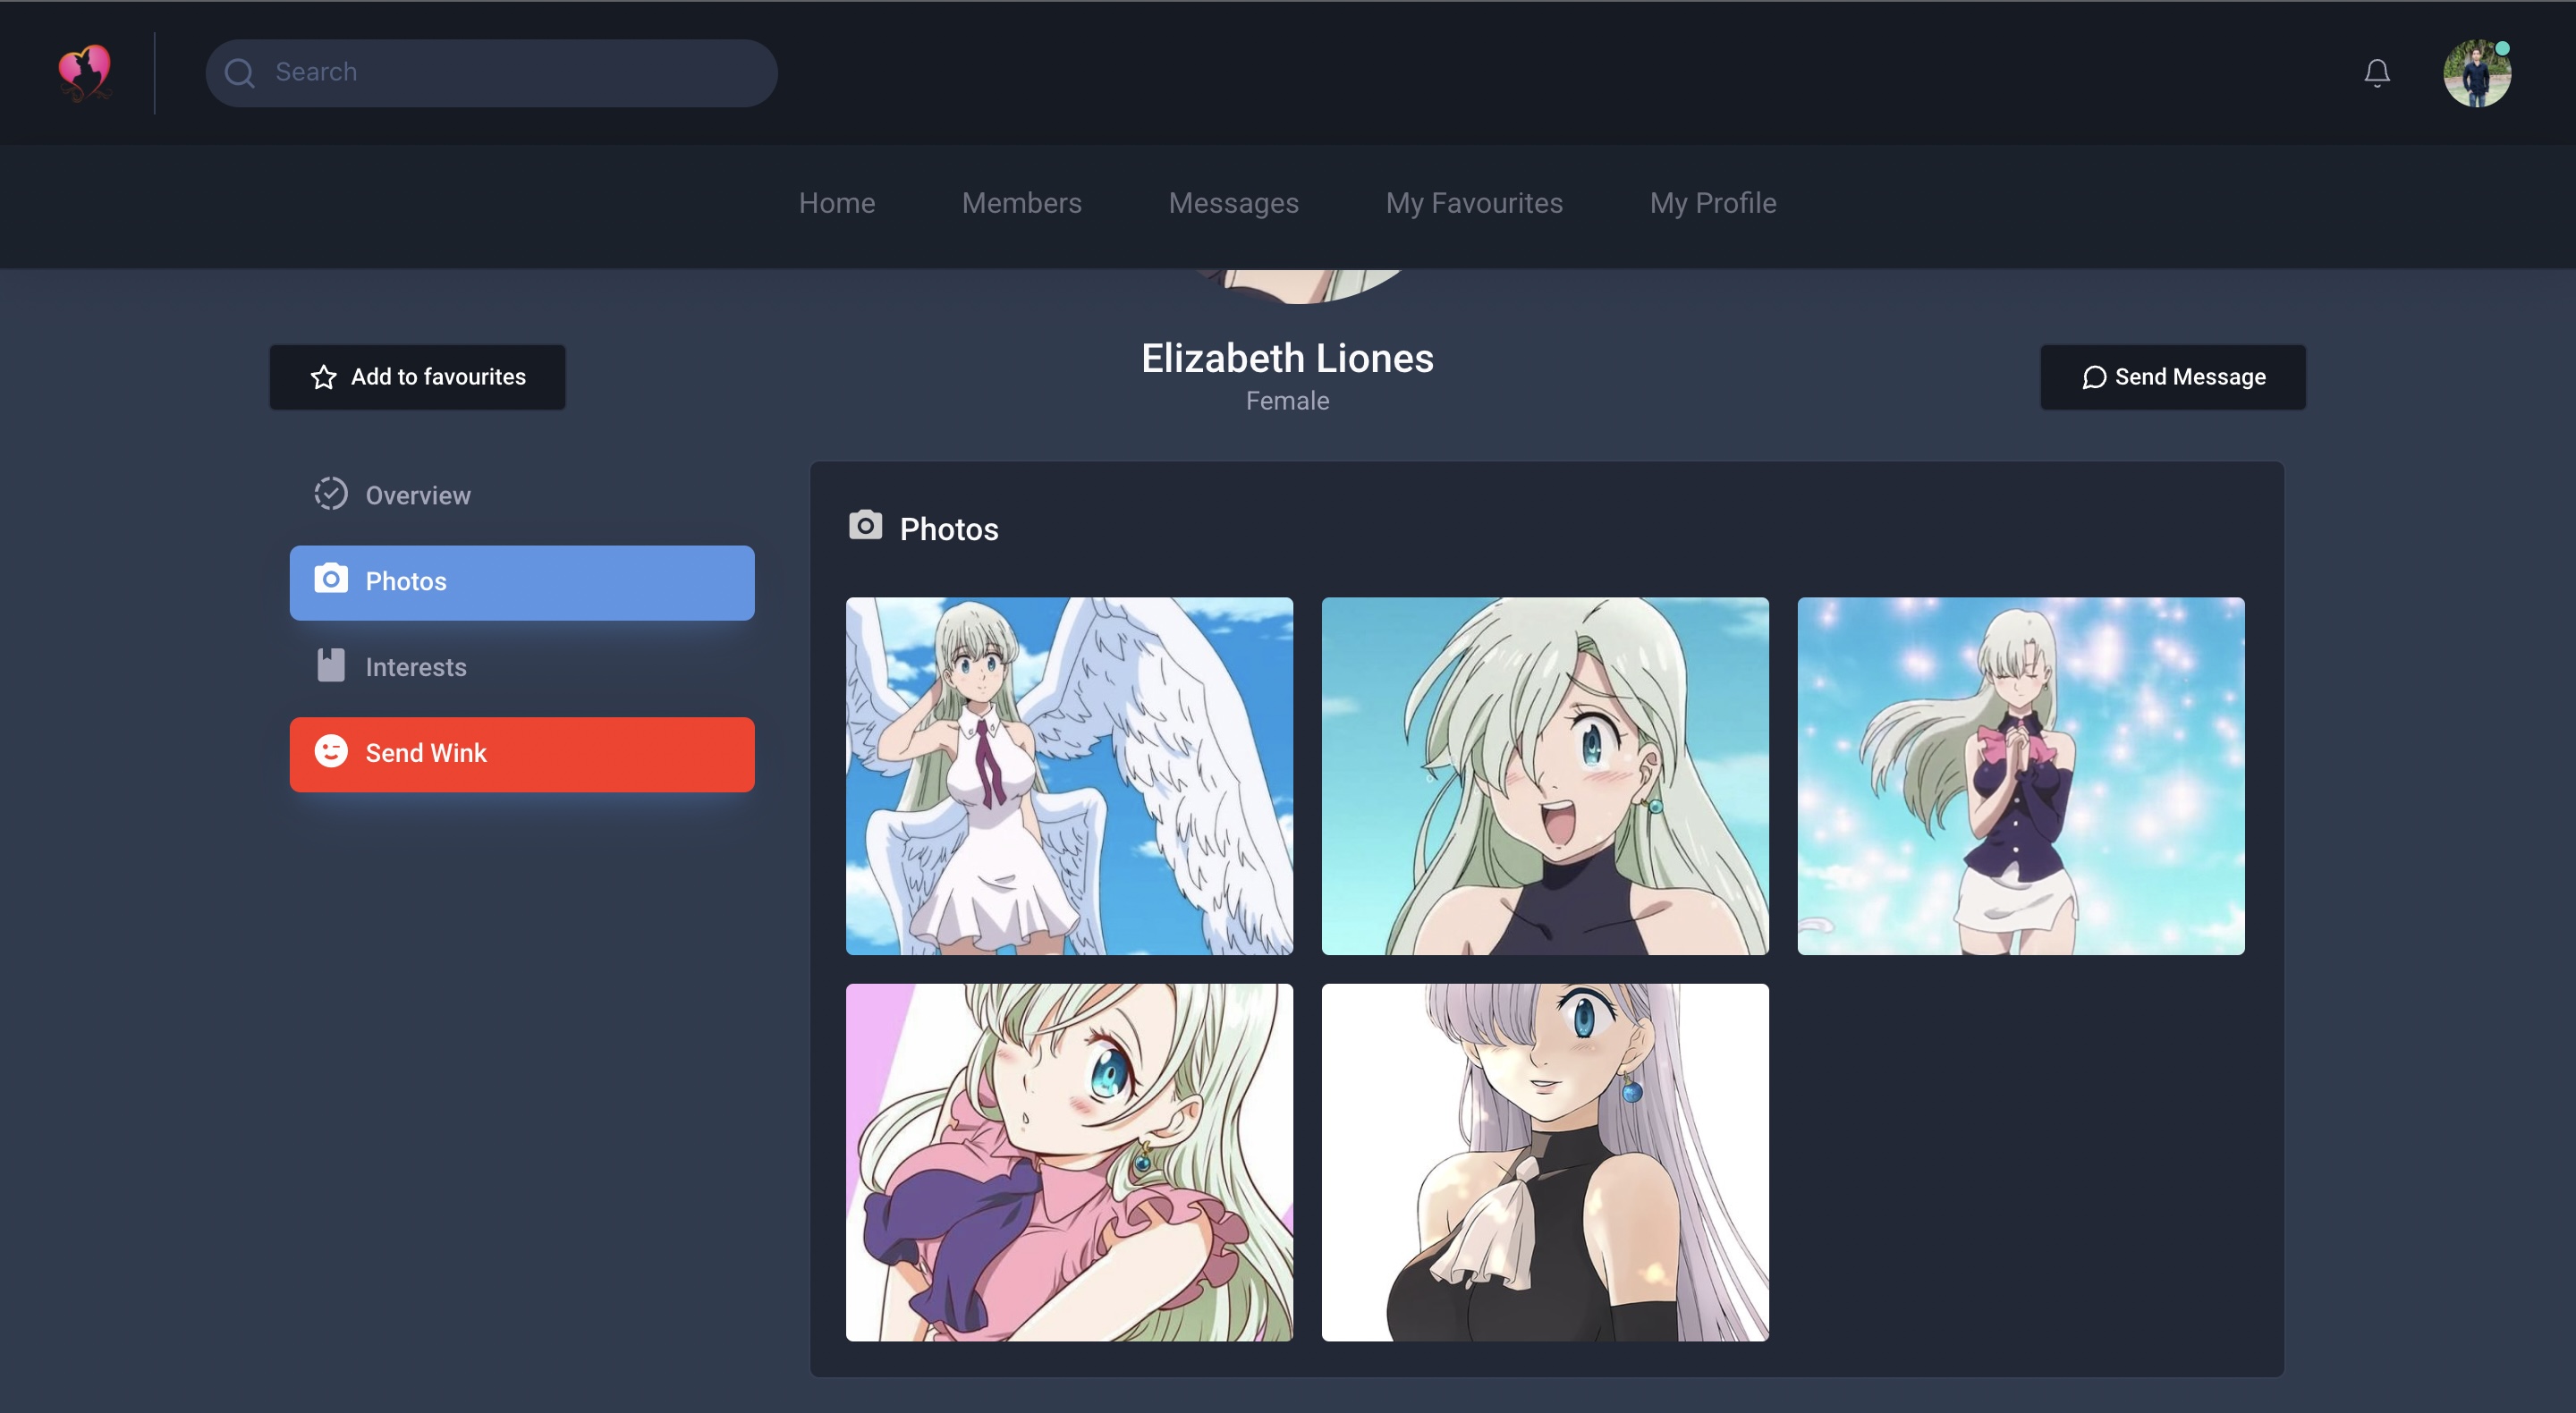 Search
Home
Members
Messages
My Favourites
My Profile
Add to favourites
Elizabeth Liones
Female
Send Message
Overview
Photos
Interests
Send Wink
Photos